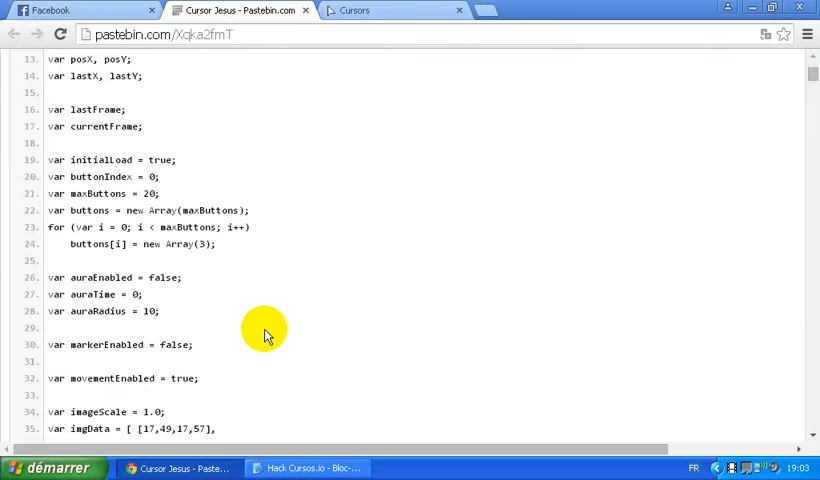 Facebook
Cursor Jesus - Pastebin.com
Cursors
pastebin.com/Xqka2fmT
13. var posX, posY;
14. var lastX, lastY;
15.
16. var lastFrame;
17. var currentFrame;
18.
19. var initialLoad = true;
20. var buttonIndex = 0;
21. var maxButtons = 20;
22. var buttons = new Array(maxButtons);
23. for (var i = 0; i < maxButtons; i++)
24. buttons[i] = new Array(3);
25.
26. var auraEnabled = false;
27. var auraTime = 0;
28. var auraRadius = 10;
29.
30. var markerEnabled = false;
31.
32. var movementEnabled = true;
33.
34. var imageScale = 1.0;
35. var imgData = [ [17,49,17,57],
démarrer
Cursor Jesus - Paste...
Hack Cursos.io - Bloc-...
FR
19:03